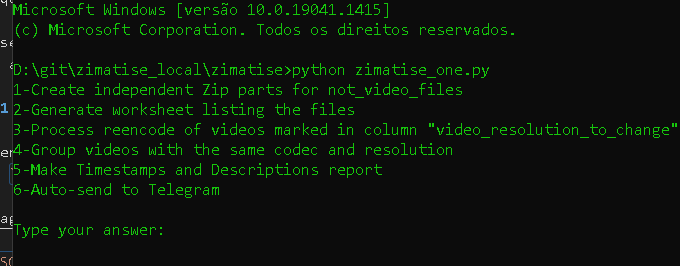 Microsoft Windows [versão 10.0.19041.1415]
(c) Microsoft Corporation. Todos os direitos reservados.
D:\git\zimatise_local\zimatise>python zimatise_one.py
1-Create independent Zip parts for not_video_files
2-Generate worksheet listing the files
3-Process reencode of videos marked in column "video_resolution_to_change"
4-Group videos with the same codec and resolution
5-Make Timestamps and Descriptions report
6-Auto-send to Telegram
Type your answer: